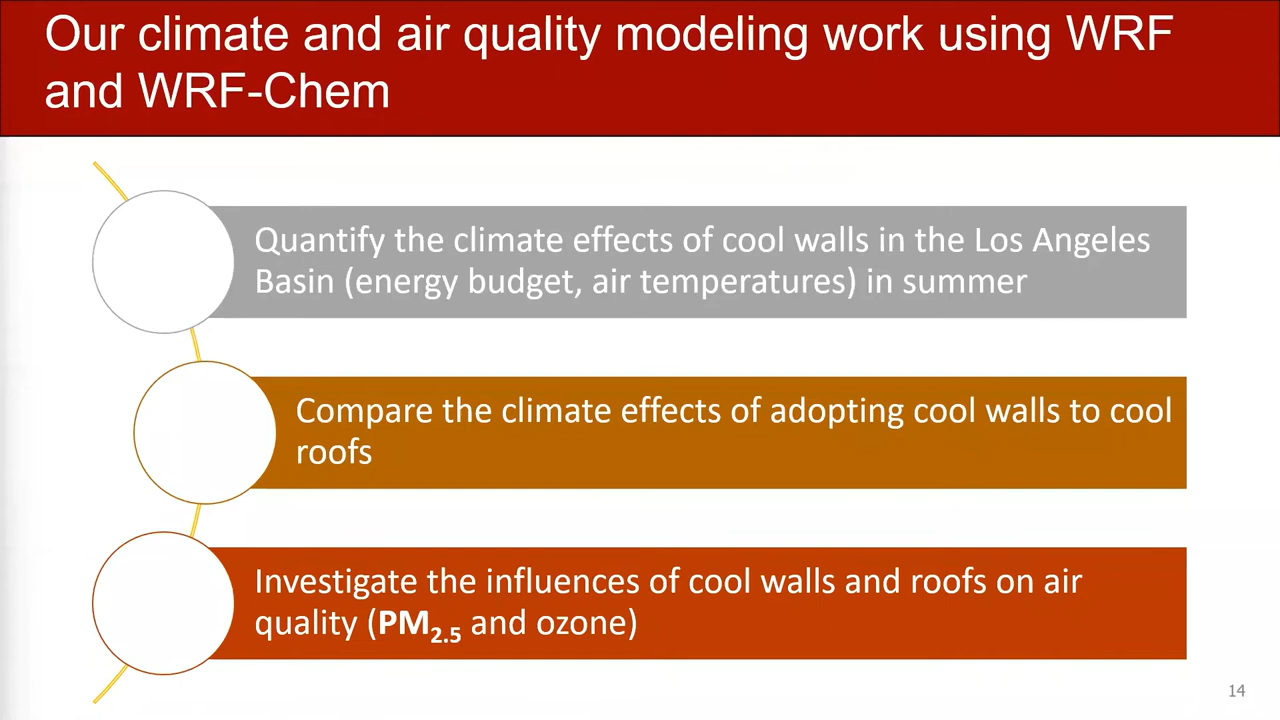 Our climate and air quality modeling work using WRF
and WRF-Chem
Quantify the climate effects of cool walls in the Los Angeles
Basin (energy budget, air temperatures) in summer
Compare the climate effects of adopting cool walls to cool
roofs
Investigate the influences of cool walls and roofs on air
quality (PM2.5 and ozone)
14